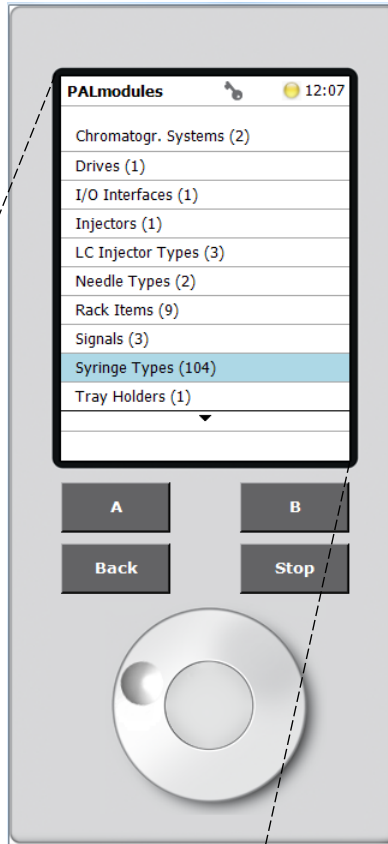 PALmodules 12:07
Chromatogr. Systems (2)
Drives (1)
I/O Interfaces (1)
Injectors (1)
LC Injector Types (3)
Needle Types (2)
Rack Items (9)
Signals (3)
Syringe Types (104)
Tray Holders (1)
A B
Back Stop